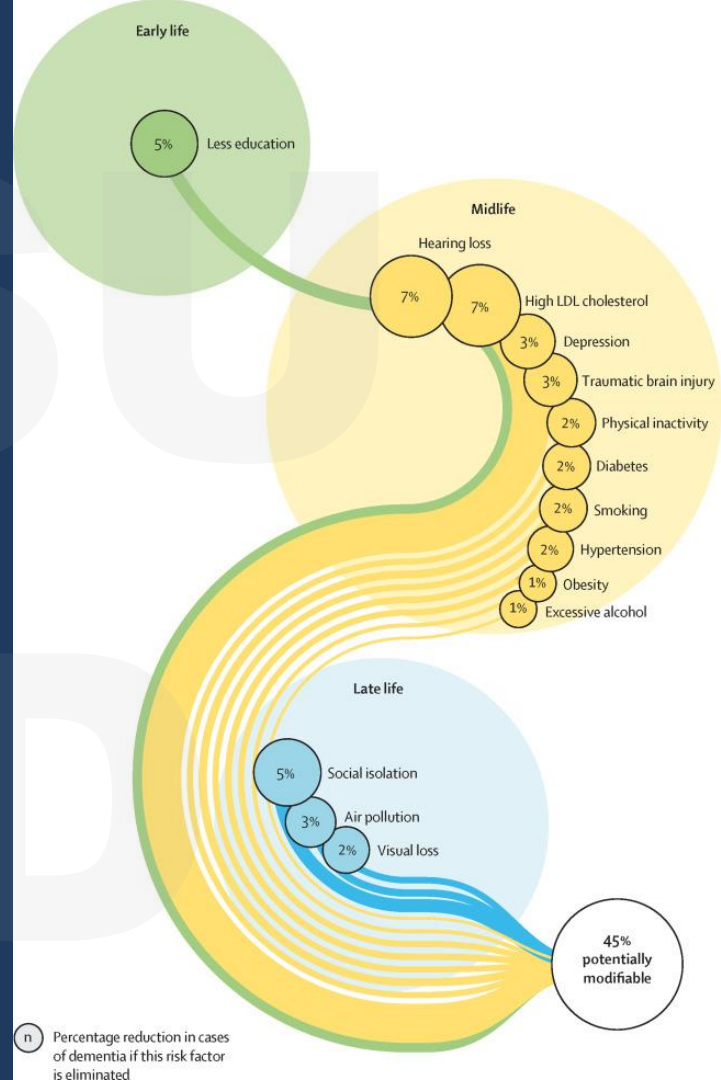 Early life
5%
Less education
Midlife
Hearing loss
7%
7%
High LDL cholesterol
3%
Depression
3%
Traumatic brain injury
2%
Physical inactivity
2%
Diabetes
2%
Smoking
2%
Hypertension
1%
Obesity
1%
Excessive alcohol
Late life
5%
Social isolation
3%
Air pollution
2%
Visual loss
45%
potentially
modifiable
n
Percentage reduction in cases
of dementia if this risk factor
is eliminated
SU
D